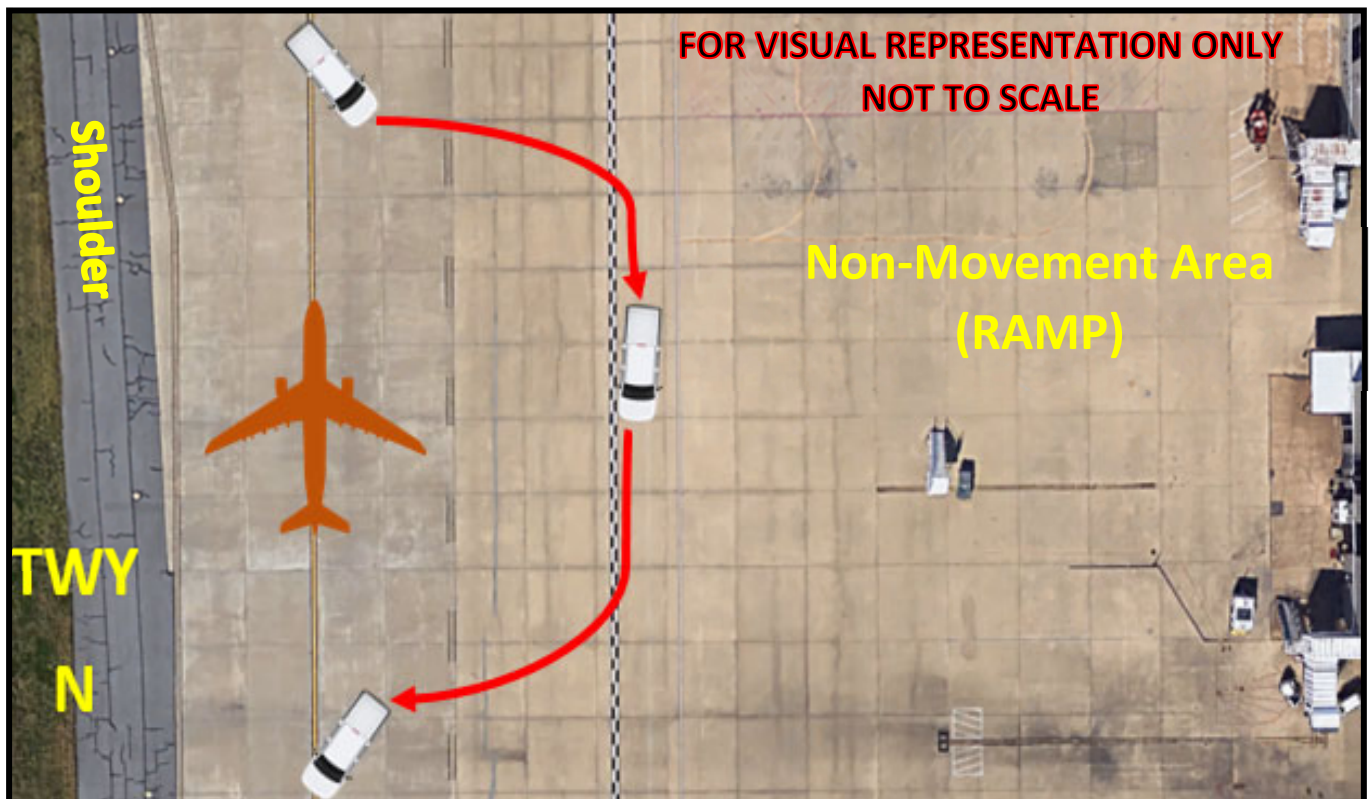 FOR VISUAL REPRESENTATION ONLY
NOT TO SCALE
Shoulder
Non-Movement Area
(RAMP)
TWY
N